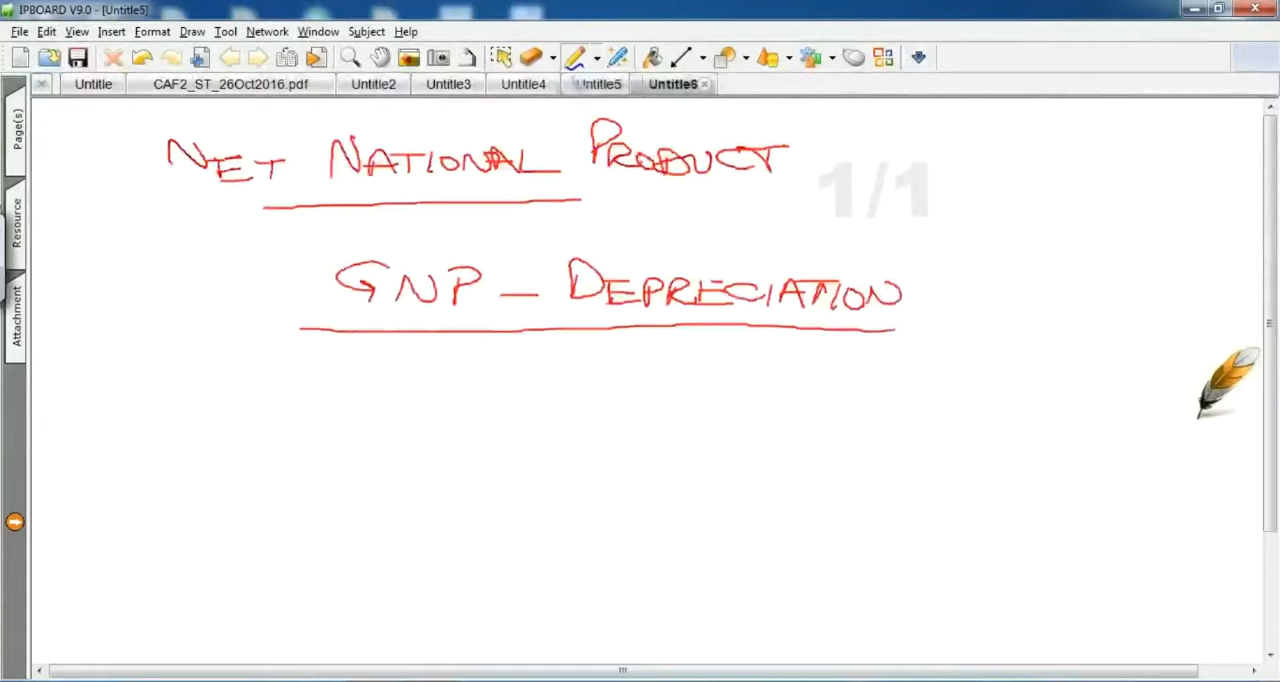 IPBOARD V9.0 - [Untitle5]
File Edit View Insert Format Draw Tool Network Window Subject Help
Untitle CAF2_ST_26Oct2016.pdf Untitle2 Untitle3 Untitle4 Untitle5 Untitle6
Page(s)
Resource
Attachment
NET NATIONAL PRODUCT
1/1
GNP - DEPRECIATION